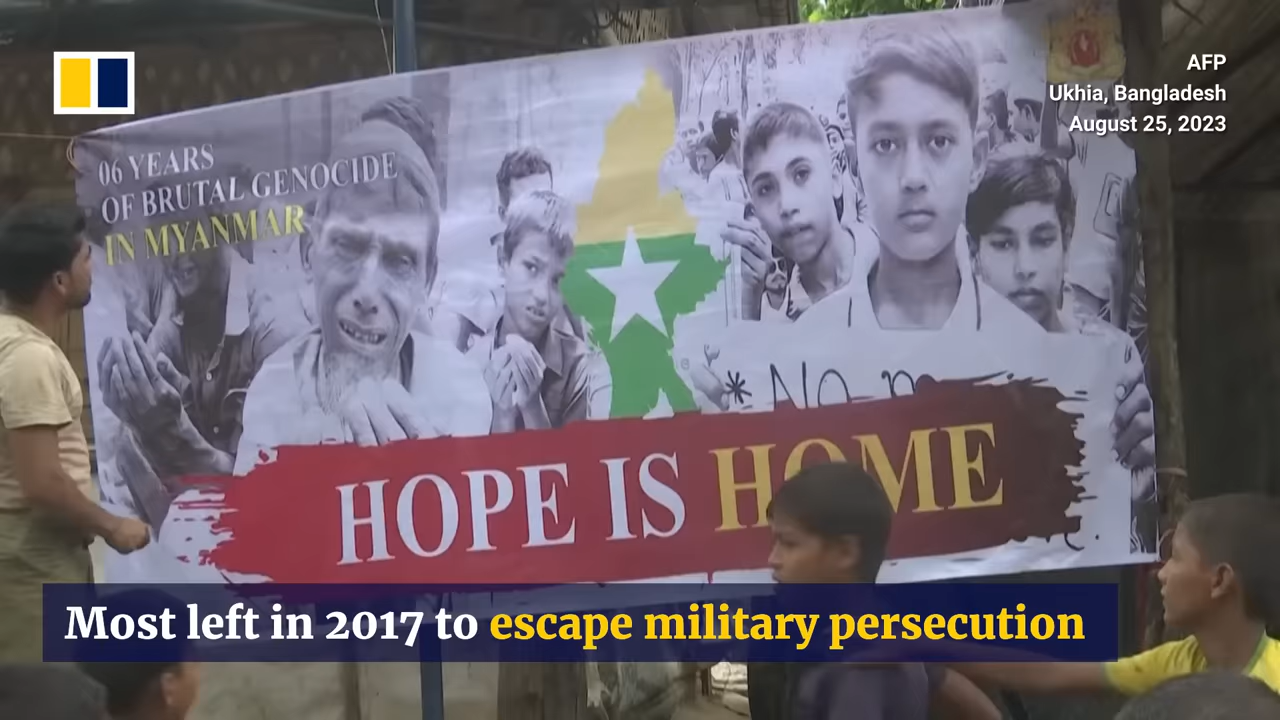 AFP
Ukhia, Bangladesh
August 25, 2023
06 YEARS
OF BRUTAL GENOCIDE
IN MYANMAR
* No
HOPE IS HOME
Most left in 2017 to escape military persecution